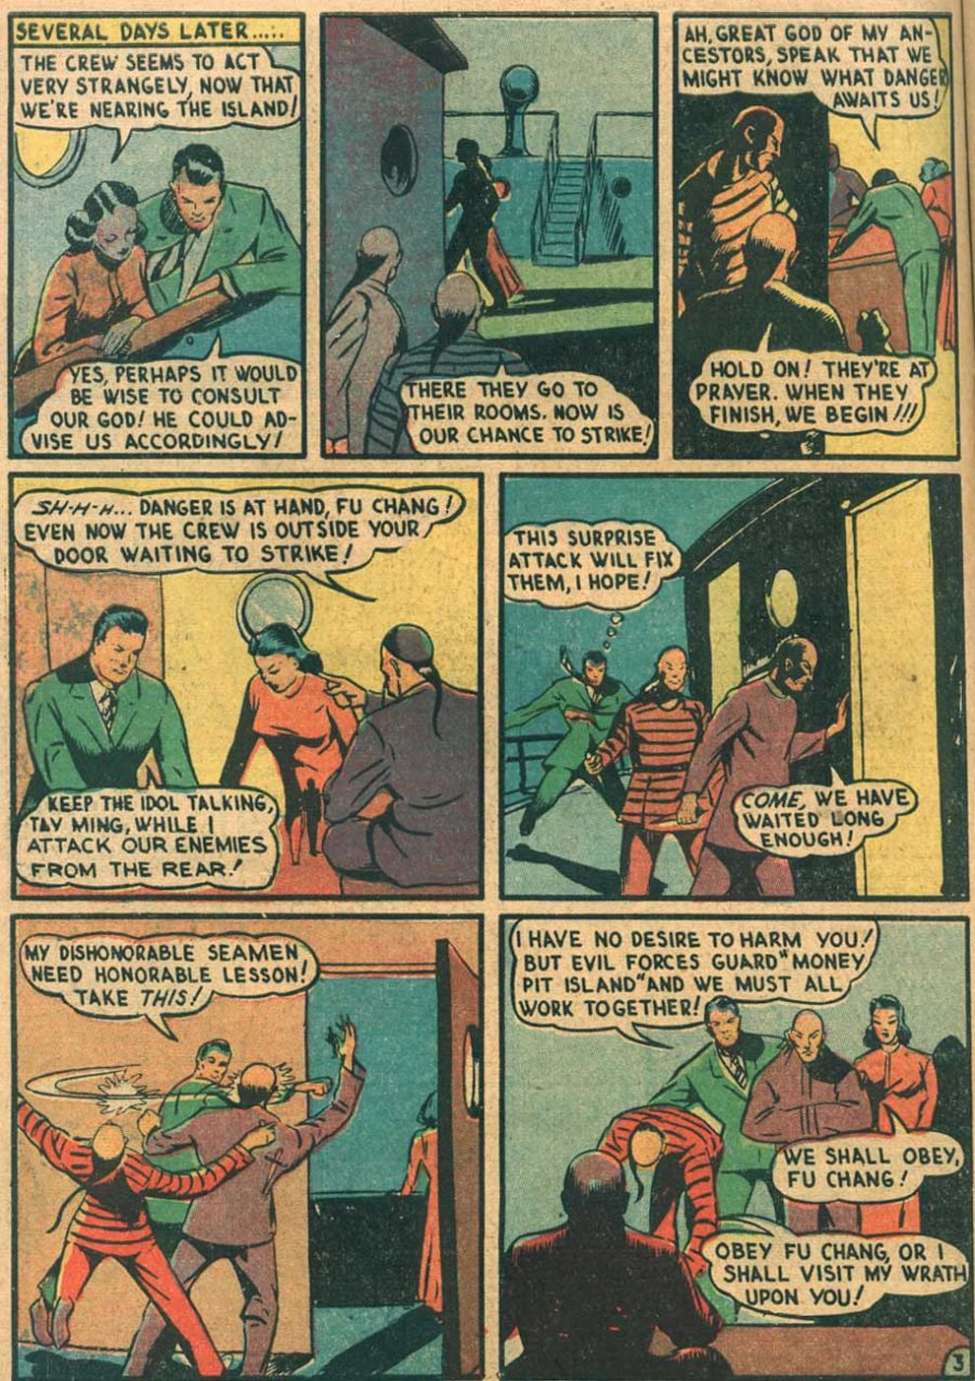 SEVERAL DAYS LATER.....
THE CREW SEEMS TO ACT
VERY STRANGELY, NOW THAT
WE'RE NEARING THE ISLAND!
YES, PERHAPS IT WOULD
BE WISE TO CONSULT
OUR GOD! HE COULD AD-
VISE US ACCORDINGLY!
THERE THEY GO TO
THEIR ROOMS. NOW IS
OUR CHANCE TO STRIKE!
AH, GREAT GOD OF MY AN-
CESTORS, SPEAK THAT WE
MIGHT KNOW WHAT DANGER
AWAITS US!
HOLD ON! THEY'RE AT
PRAYER. WHEN THEY
FINISH, WE BEGIN!!!
SH-H-H... DANGER IS AT HAND, FU CHANG!
EVEN NOW THE CREW IS OUTSIDE YOUR
DOOR WAITING TO STRIKE!
KEEP THE IDOL TALKING,
TAY MING, WHILE I
ATTACK OUR ENEMIES
FROM THE REAR!
THIS SURPRISE
ATTACK WILL FIX
THEM, I HOPE!
COME, WE HAVE
WAITED LONG
ENOUGH!
MY DISHONORABLE SEAMEN
NEED HONORABLE LESSON!
TAKE THIS!
I HAVE NO DESIRE TO HARM YOU!
BUT EVIL FORCES GUARD "MONEY
PIT ISLAND" AND WE MUST ALL
WORK TOGETHER!
WE SHALL OBEY,
FU CHANG!
OBEY FU CHANG, OR I
SHALL VISIT MY WRATH
UPON YOU!
3